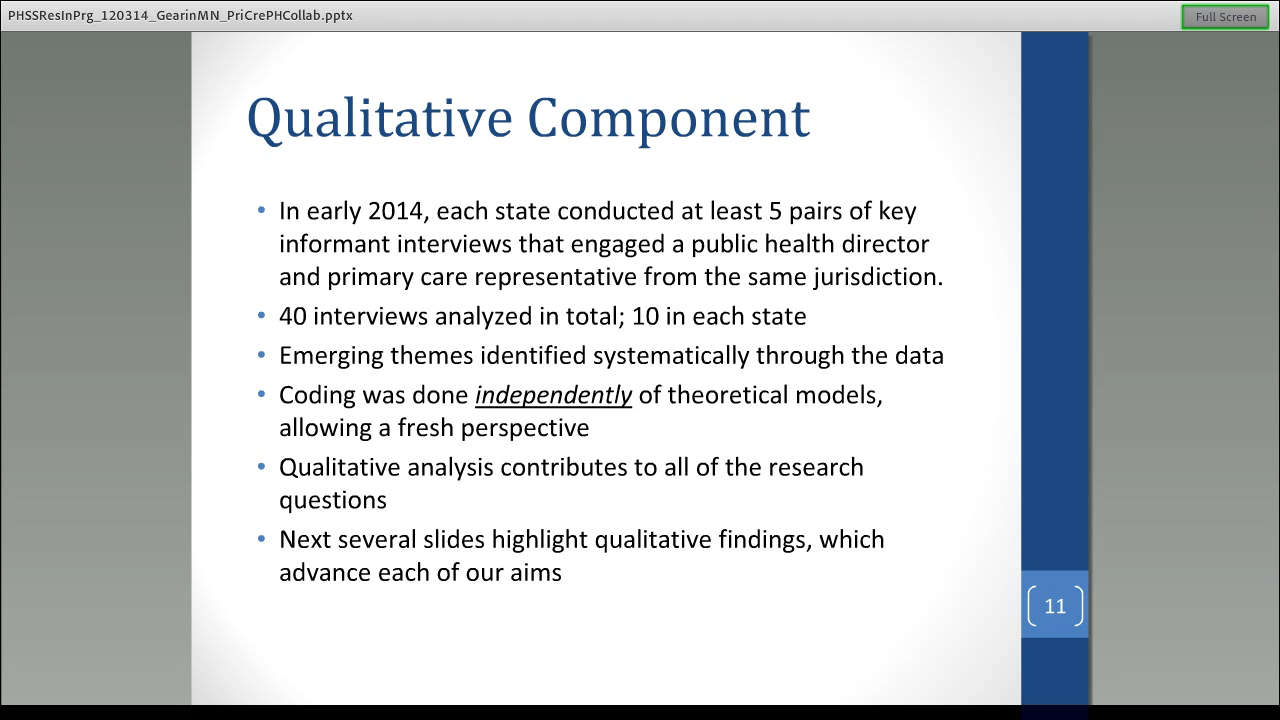 PHSSResInPrg_120314_GearinMN_PriCrePHCollab.pptx
Full Screen
Qualitative Component
• In early 2014, each state conducted at least 5 pairs of key
informant interviews that engaged a public health director
and primary care representative from the same jurisdiction.
• 40 interviews analyzed in total; 10 in each state
• Emerging themes identified systematically through the data
• Coding was done independently of theoretical models,
allowing a fresh perspective
• Qualitative analysis contributes to all of the research
questions
• Next several slides highlight qualitative findings, which
advance each of our aims
11